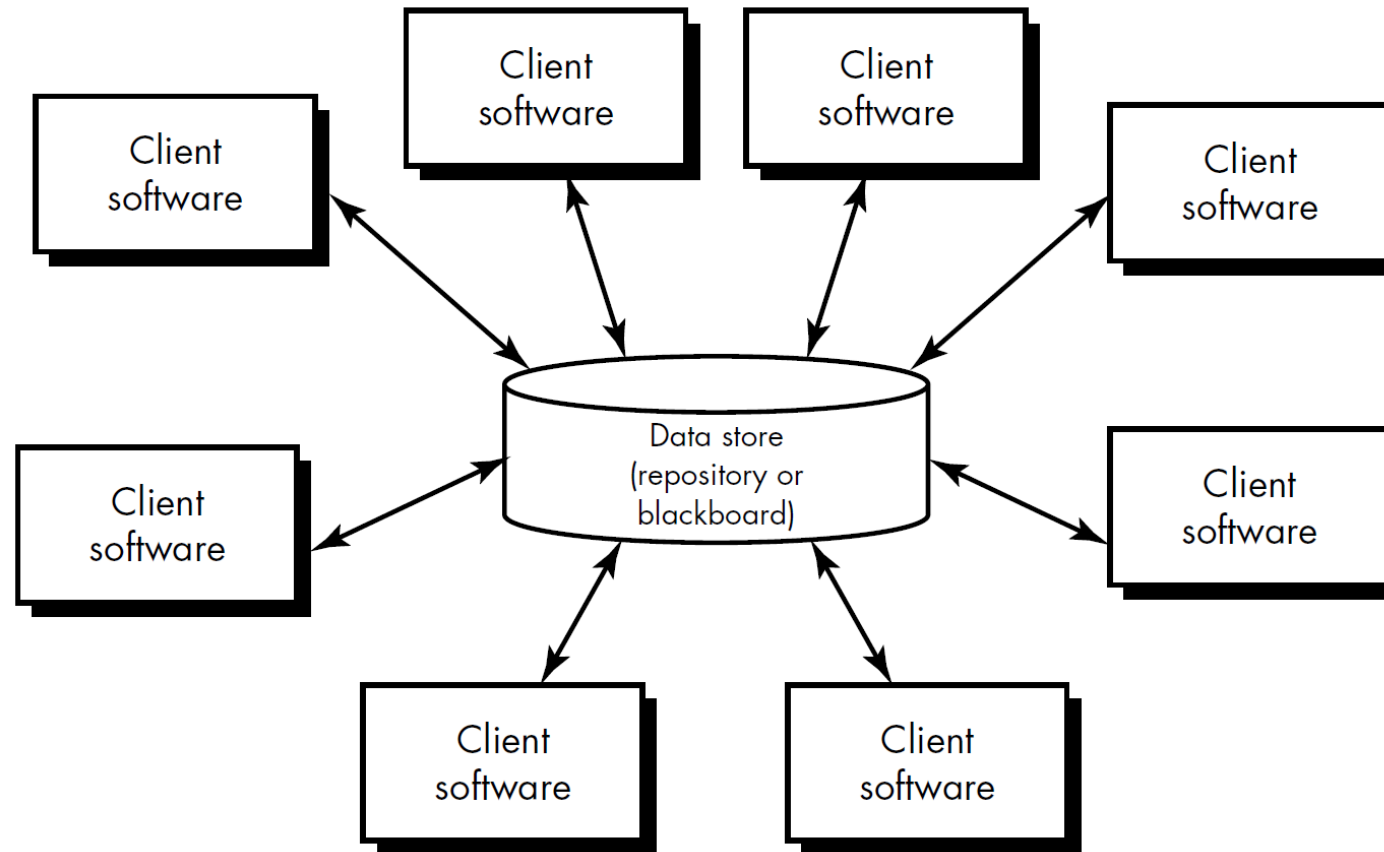 Client
software
Client
software
Client
software
Client
software
Data store
(repository or
blackboard)
Client
software
Client
software
Client
software
Client
software